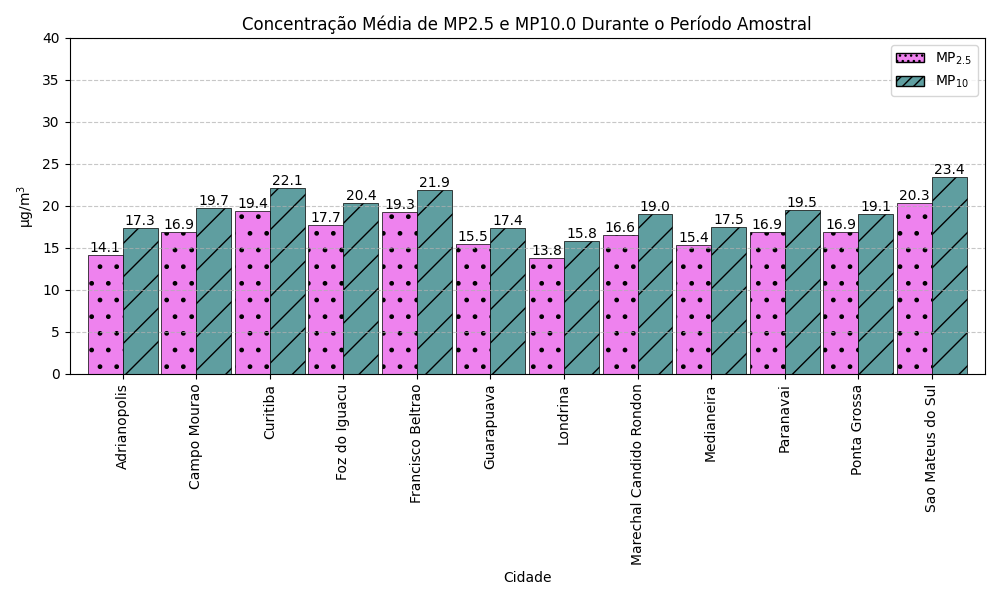 Concentração Média de MP2.5 e MP10.0 Durante o Período Amostral
µg/m³
40
35
30
25
20
15
10
5
0
MP₂.₅
MP₁₀
14.1
17.3
16.9
19.7
19.4
22.1
17.7
20.4
19.3
21.9
15.5
17.4
13.8
15.8
16.6
19.0
15.4
17.5
16.9
19.5
16.9
19.1
20.3
23.4
Adrianopolis
Campo Mourao
Curitiba
Foz do Iguacu
Francisco Beltrao
Guarapuava
Londrina
Marechal Candido Rondon
Medianeira
Paranavai
Ponta Grossa
Sao Mateus do Sul
Cidade